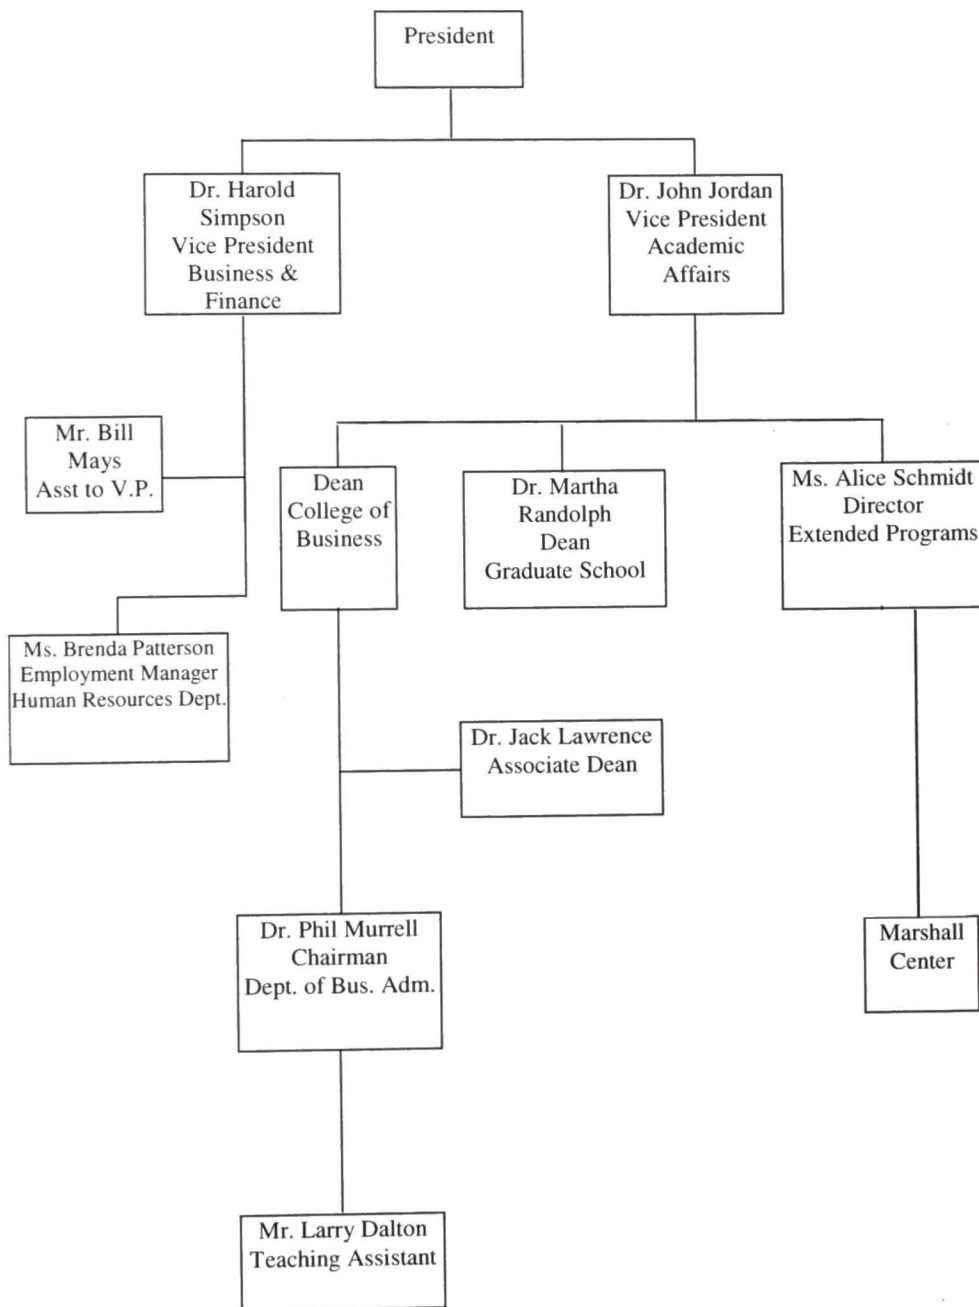 President
Dr. Harold
Simpson
Vice President
Business &
Finance
Dr. John Jordan
Vice President
Academic
Affairs
Mr. Bill
Mays
Asst to V.P.
Dean
College of
Business
Dr. Martha
Randolph
Dean
Graduate School
Ms. Alice Schmidt
Director
Extended Programs
Ms. Brenda Patterson
Employment Manager
Human Resources Dept.
Dr. Jack Lawrence
Associate Dean
Dr. Phil Murrell
Chairman
Dept. of Bus. Adm.
Marshall
Center
Mr. Larry Dalton
Teaching Assistant